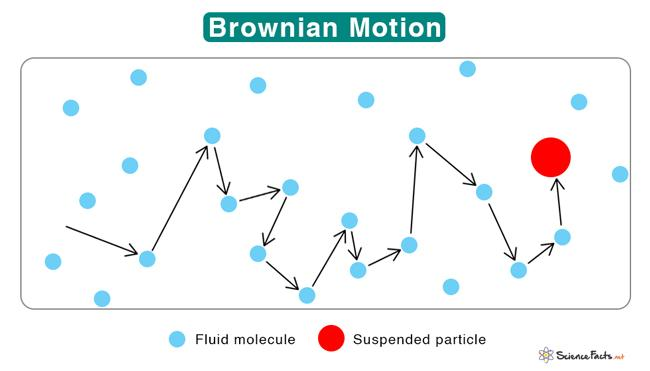 Brownian Motion
Fluid molecule
Suspended particle
ScienceFacts.net